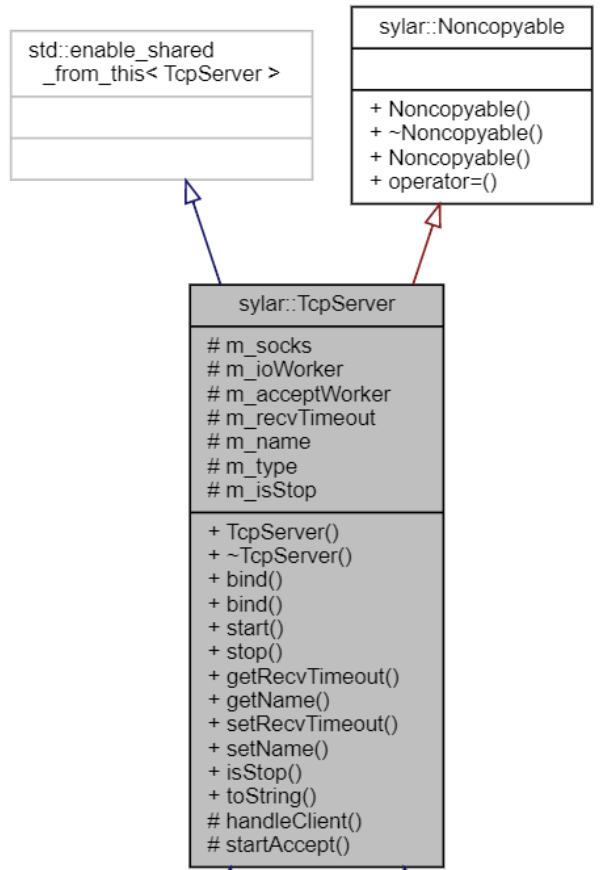 std::enable_shared
_from_this< TcpServer >
sylar::Noncopyable
+ Noncopyable()
+ ~Noncopyable()
+ Noncopyable()
+ operator=()
sylar::TcpServer
# m_socks
# m_ioWorker
# m_acceptWorker
# m_recvTimeout
# m_name
# m_type
# m_isStop
+ TcpServer()
+ ~TcpServer()
+ bind()
+ bind()
+ start()
+ stop()
+ getRecvTimeout()
+ getName()
+ setRecvTimeout()
+ setName()
+ isStop()
+ toString()
# handleClient()
# startAccept()